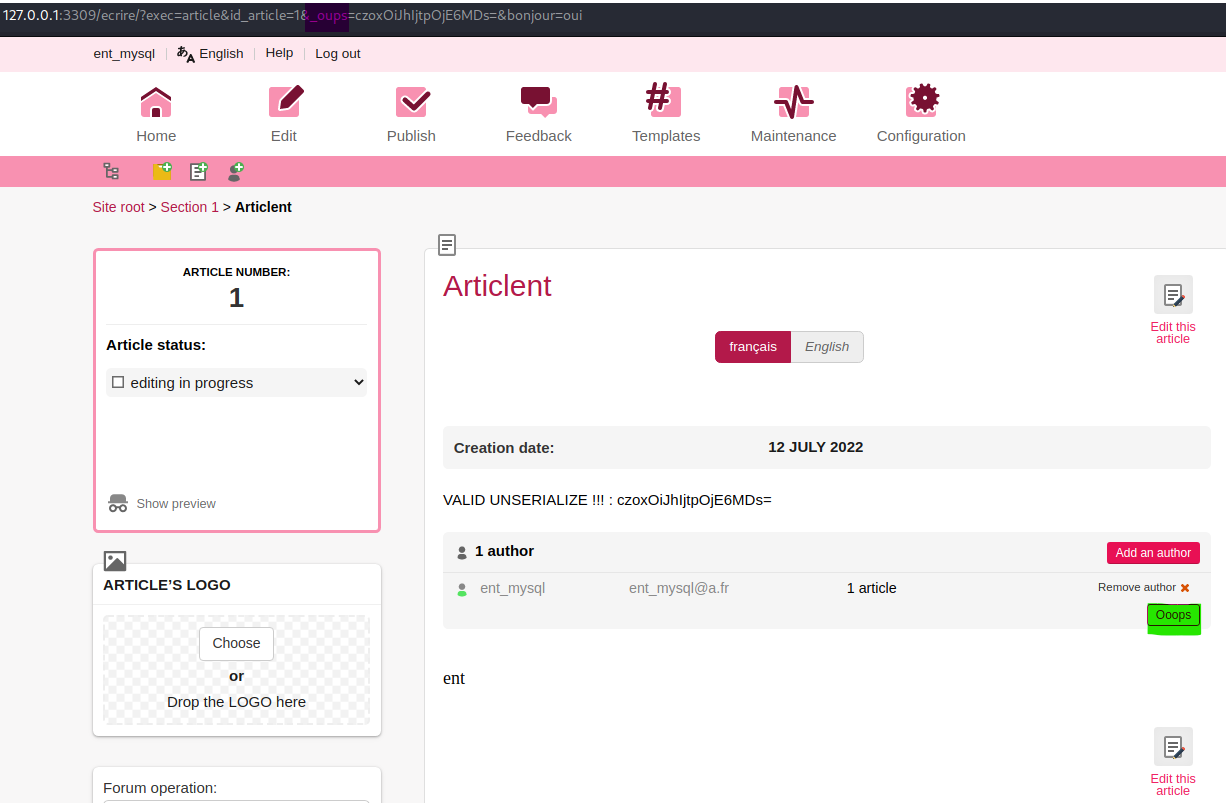 127.0.0.1:3309/ecrire/?exec=article&id_article=1&_oups=czoxOiJhIjtpOjE6MDs=&bonjour=oui
ent_mysql English Help Log out
Home Edit Publish Feedback Templates Maintenance Configuration
Site root > Section 1 > Articlent
ARTICLE NUMBER:
1
Article status:
editing in progress
Show preview
ARTICLE’S LOGO
Choose
or
Drop the LOGO here
Forum operation:
Articlent
Edit this
article
français English
Creation date: 12 JULY 2022
VALID UNSERIALIZE !!! : czoxOiJhIjtpOjE6MDs=
1 author Add an author
ent_mysql ent_mysql@a.fr 1 article Remove author
Ooops
ent
Edit this
article